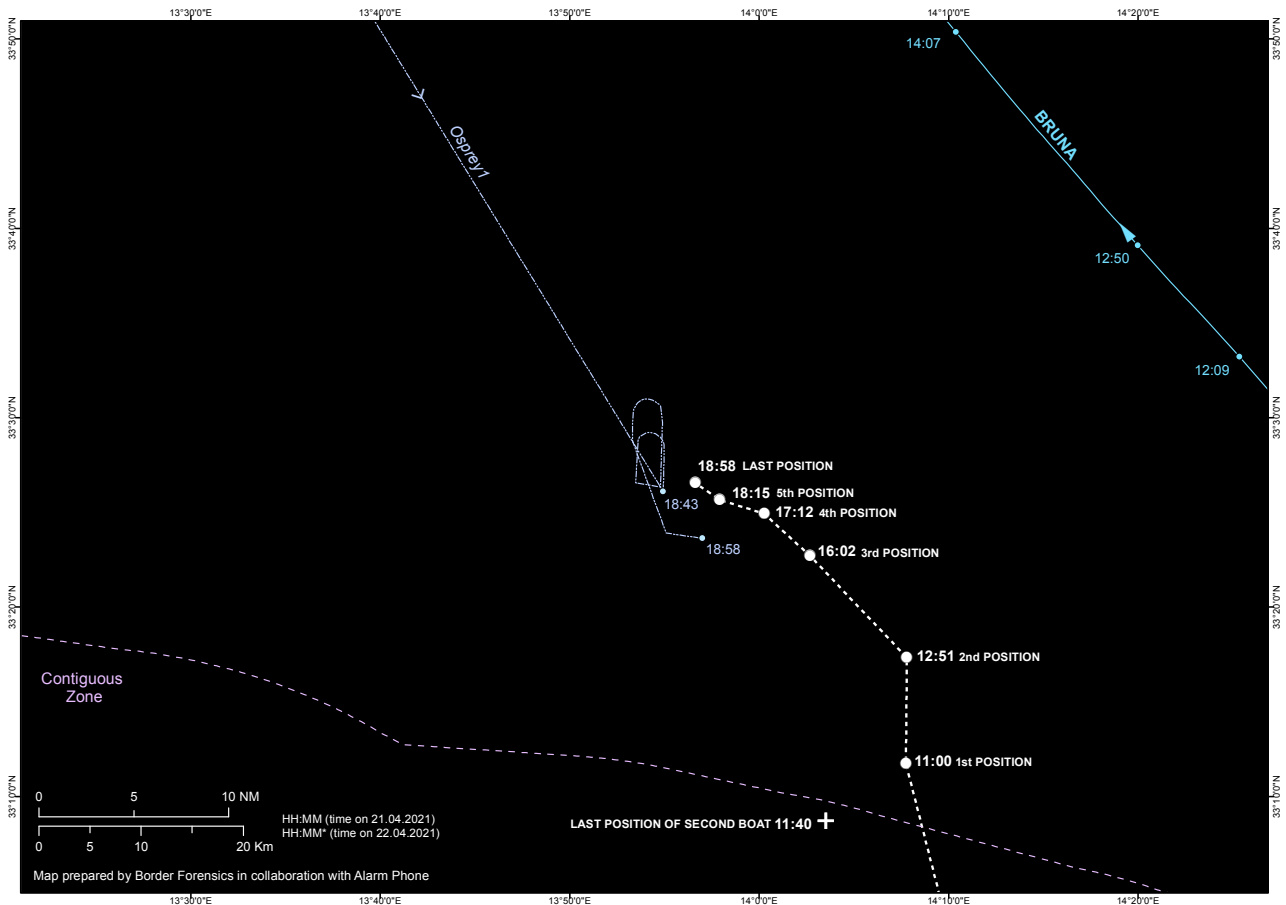 13°30'0"E
13°40'0"E
13°50'0"E
14°0'0"E
14°10'0"E
14°20'0"E
33°50'0"N
33°50'0"N
14:07
BRUNA
Osprey1
33°40'0"N
33°40'0"N
12:50
12:09
33°30'0"N
33°30'0"N
18:58 LAST POSITION
18:15 5th POSITION
18:43
17:12 4th POSITION
18:58
16:02 3rd POSITION
33°20'0"N
33°20'0"N
12:51 2nd POSITION
Contiguous
Zone
11:00 1st POSITION
33°10'0"N
33°10'0"N
0 5 10 NM
HH:MM (time on 21.04.2021)
HH:MM* (time on 22.04.2021)
0 5 10 20 Km
LAST POSITION OF SECOND BOAT 11:40
Map prepared by Border Forensics in collaboration with Alarm Phone
13°30'0"E
13°40'0"E
13°50'0"E
14°0'0"E
14°10'0"E
14°20'0"E